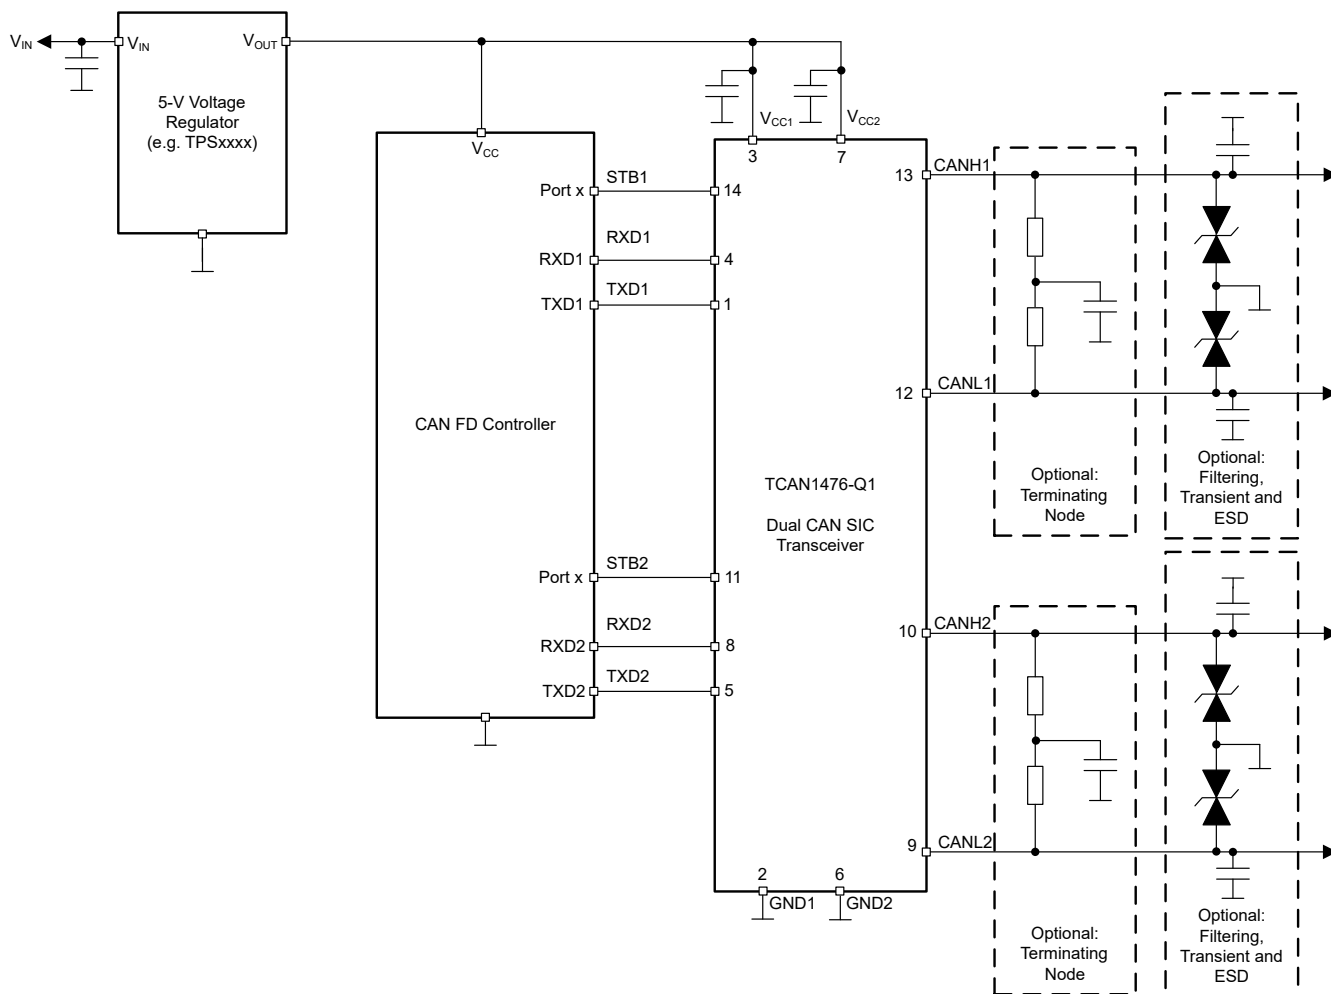 VIN
VIN
VOUT
5-V Voltage
Regulator
(e.g. TPSxxxx)
VCC
VCC1
VCC2
3
7
Port x
STB1
14
RXD1
RXD1
4
TXD1
TXD1
1
CAN FD Controller
Port x
STB2
11
RXD2
RXD2
8
TXD2
TXD2
5
TCAN1476-Q1
Dual CAN SIC
Transceiver
13
CANH1
12
CANL1
10
CANH2
9
CANL2
2
GND1
6
GND2
Optional:
Terminating
Node
Optional:
Filtering,
Transient and
ESD
Optional:
Terminating
Node
Optional:
Filtering,
Transient and
ESD